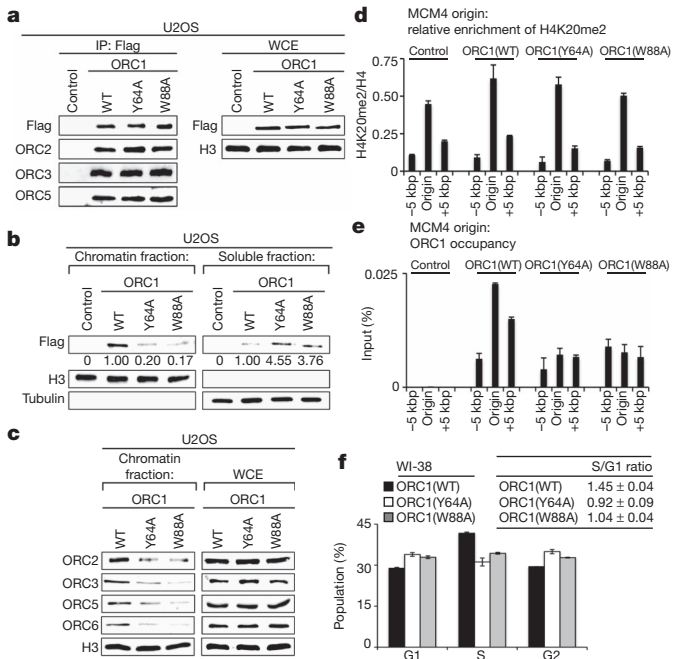 a
U2OS
IP: Flag
WCE
ORC1
ORC1
Control
WT
Y64A
W88A
Control
WT
Y64A
W88A
Flag
ORC2
ORC3
ORC5
Flag
H3
b
U2OS
Chromatin fraction:
Soluble fraction:
ORC1
ORC1
Control
WT
Y64A
W88A
Control
WT
Y64A
W88A
Flag
0 1.00 0.20 0.17
0 1.00 4.55 3.76
H3
Tubulin
c
U2OS
Chromatin
fraction:
WCE
ORC1
ORC1
WT
Y64A
W88A
WT
Y64A
W88A
ORC2
ORC3
ORC5
ORC6
H3
d
MCM4 origin:
relative enrichment of H4K20me2
Control ORC1(WT) ORC1(Y64A) ORC1(W88A)
H4K20me2/H4
0.75
0.25
0
−5 kbp
Origin
+5 kbp
−5 kbp
Origin
+5 kbp
−5 kbp
Origin
+5 kbp
−5 kbp
Origin
+5 kbp
e
MCM4 origin:
ORC1 occupancy
Control ORC1(WT) ORC1(Y64A) ORC1(W88A)
Input (%)
0.025
0
−5 kbp
Origin
+5 kbp
−5 kbp
Origin
+5 kbp
−5 kbp
Origin
+5 kbp
−5 kbp
Origin
+5 kbp
f
WI-38
ORC1(WT)
ORC1(Y64A)
ORC1(W88A)
S/G1 ratio
ORC1(WT) 1.45 ± 0.04
ORC1(Y64A) 0.92 ± 0.09
ORC1(W88A) 1.04 ± 0.04
Population (%)
45
30
15
0
G1 S G2